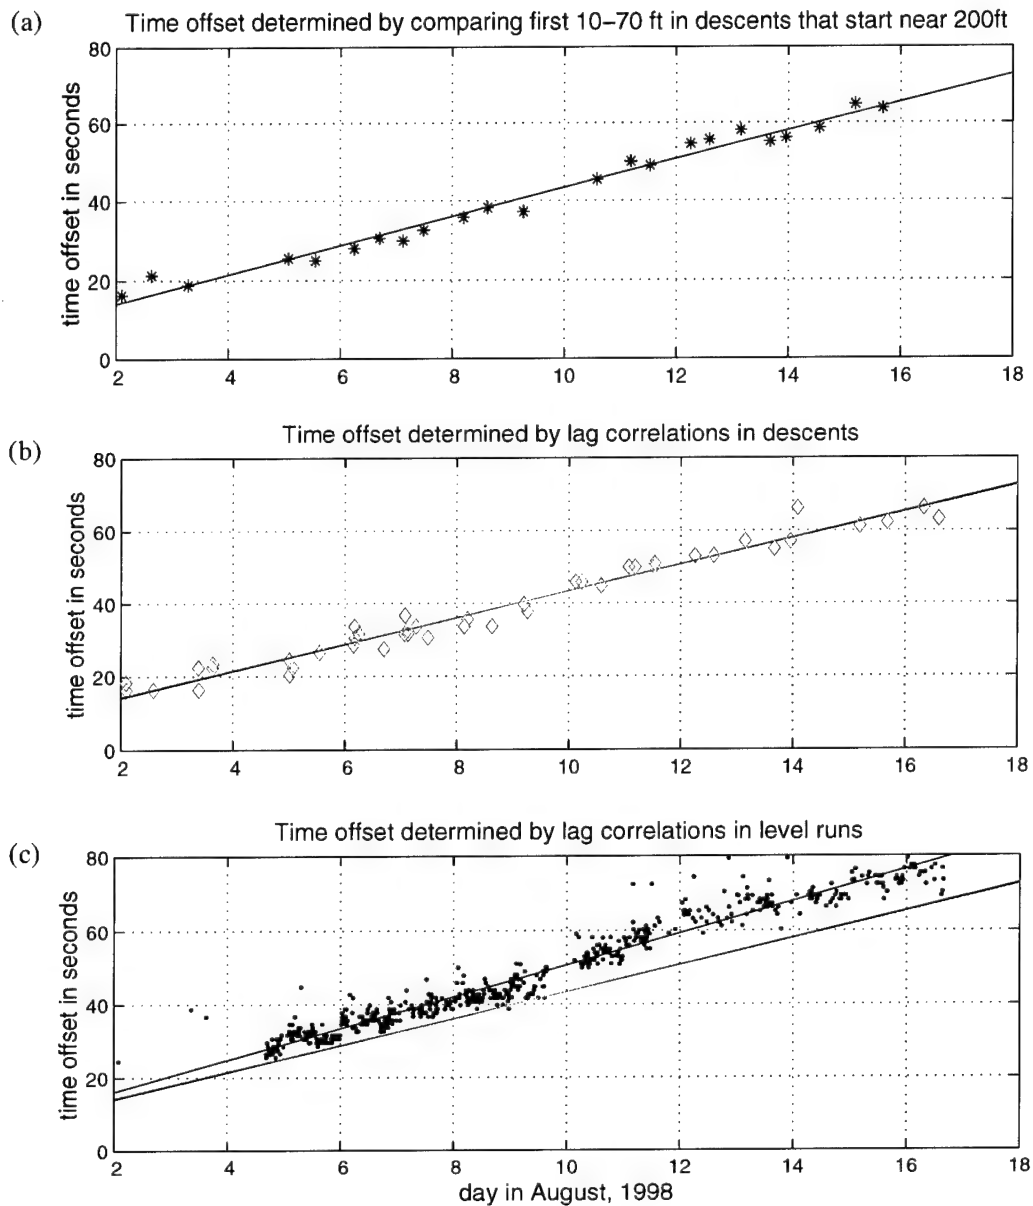 (a)
Time offset determined by comparing first 10–70 ft in descents that start near 200ft
time offset in seconds
80
60
40
20
0
2 4 6 8 10 12 14 16 18
(b)
Time offset determined by lag correlations in descents
time offset in seconds
80
60
40
20
0
2 4 6 8 10 12 14 16 18
(c)
Time offset determined by lag correlations in level runs
time offset in seconds
80
60
40
20
0
2 4 6 8 10 12 14 16 18
day in August, 1998